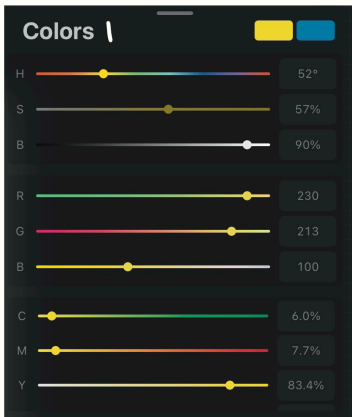 Colors
H 52°
S 57%
B 90%
R 230
G 213
B 100
C 6.0%
M 7.7%
Y 83.4%